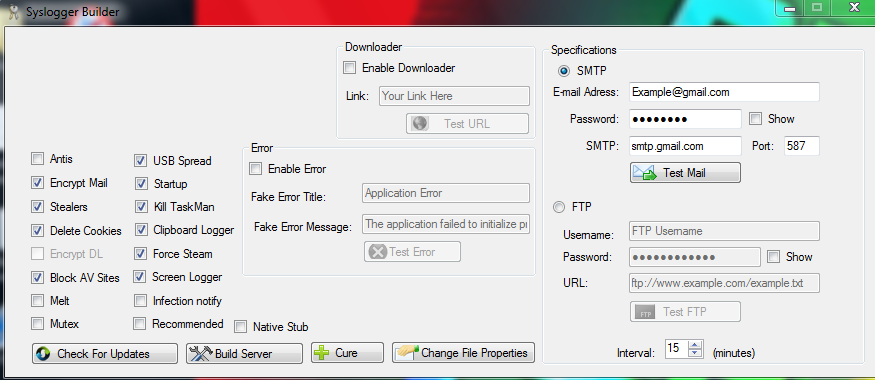 Syslogger Builder
Downloader
Enable Downloader
Link: Your Link Here
Test URL
Error
Enable Error
Fake Error Title: Application Error
Fake Error Message: The application failed to initialize pr
Test Error
Antis
Encrypt Mail
Stealers
Delete Cookies
Encrypt DL
Block AV Sites
Melt
Mutex
USB Spread
Startup
Kill TaskMan
Clipboard Logger
Force Steam
Screen Logger
Infection notify
Recommended
Native Stub
Check For Updates
Build Server
Cure
Change File Properties
Specifications
SMTP
E-mail Adress: Example@gmail.com
Password: ●●●●●●●● Show
SMTP: smtp.gmail.com Port: 587
Test Mail
FTP
Username: FTP Username
Password: ●●●●●●●●●●●● Show
URL: ftp://www.example.com/example.txt
FTP Test FTP
Interval: 15 (minutes)